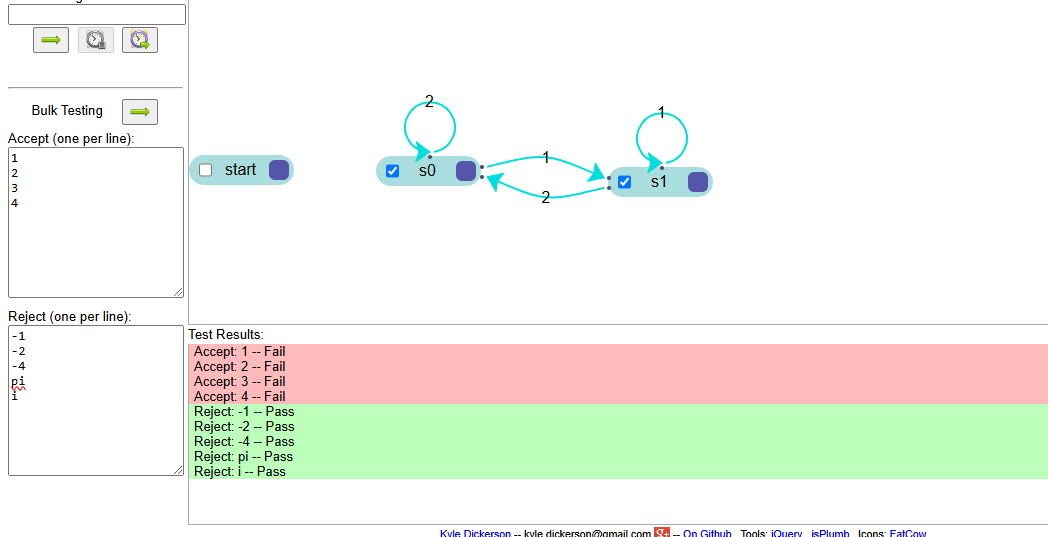 Bulk Testing
Accept (one per line):
1
2
3
4
Reject (one per line):
-1
-2
-4
pi
i
start
2
s0
1
2
1
s1
Test Results:
Accept: 1 -- Fail
Accept: 2 -- Fail
Accept: 3 -- Fail
Accept: 4 -- Fail
Reject: -1 -- Pass
Reject: -2 -- Pass
Reject: -4 -- Pass
Reject: pi -- Pass
Reject: i -- Pass
Kyle Dickerson -- kyle.dickerson@gmail.com -- On Github Tools: jQuery jsPlumb Icons: FatCow